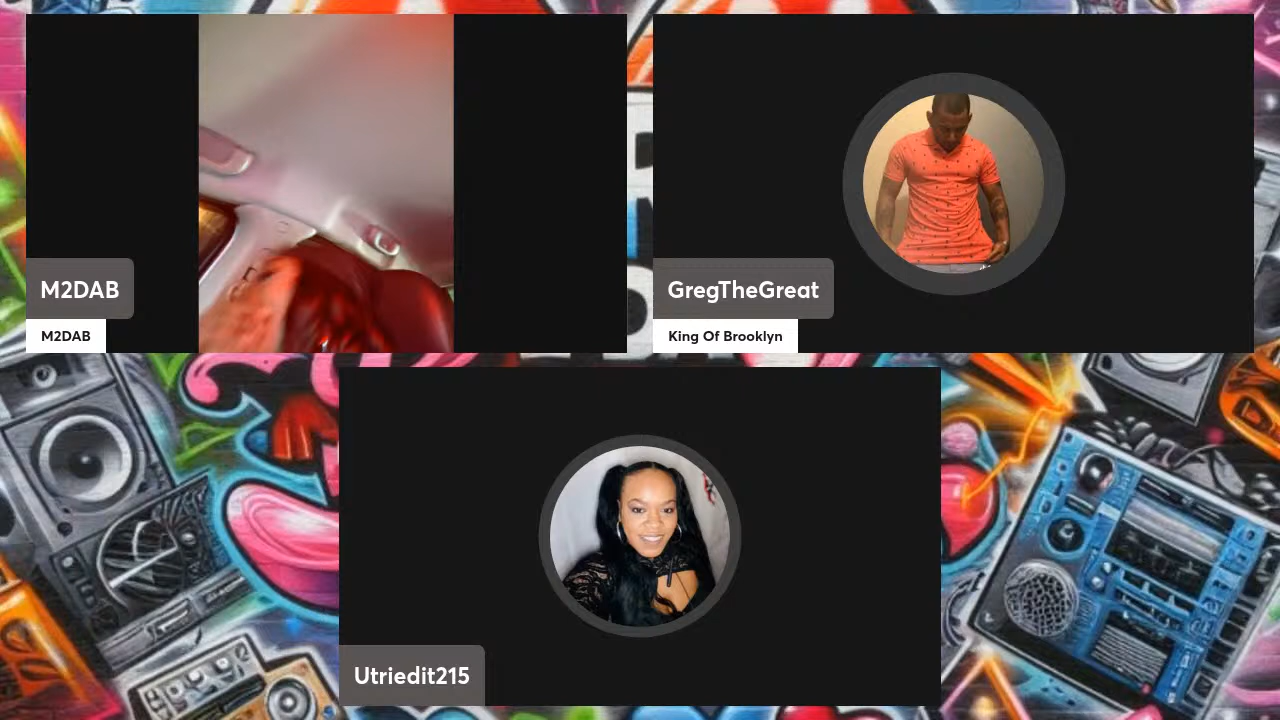 M2DAB
M2DAB
GregTheGreat
King Of Brooklyn
Utriedit215